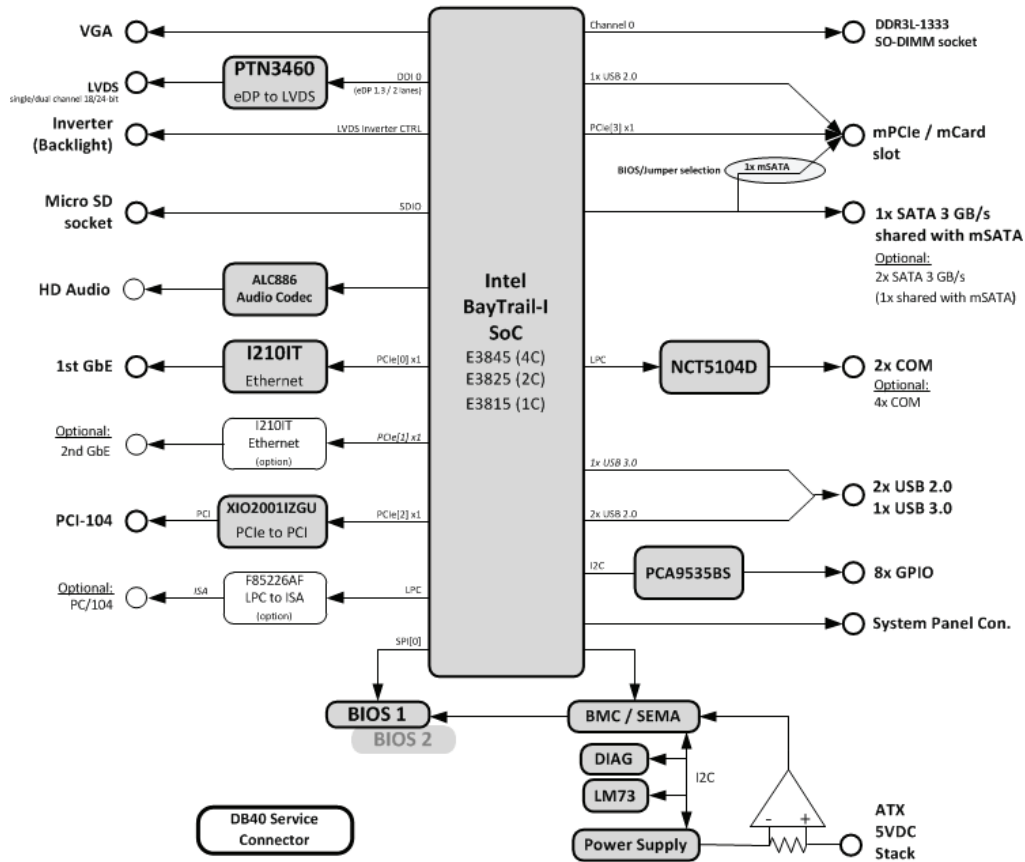 VGA
PTN3460
eDP to LVDS
DDI 0
(eDP 1.3 / 2 lanes)
LVDS
single/dual channel 18/24-bit
Inverter
(Backlight)
LVDS Inverter CTRL
Micro SD
socket
SDIO
HD Audio
ALC886
Audio Codec
1st GbE
I210IT
Ethernet
PCIe[0] x1
Optional:
2nd GbE
I210IT
Ethernet
(option)
PCIe[1] x1
PCI-104
PCI
XIO2001IZGU
PCIe to PCI
PCIe[2] x1
Optional:
PC/104
ISA
F85226AF
LPC to ISA
(option)
LPC
SPI[0]
Intel
BayTrail-I
SoC
E3845 (4C)
E3825 (2C)
E3815 (1C)
Channel 0
DDR3L-1333
SO-DIMM socket
1x USB 2.0
PCIe[3] x1
mPCIe / mCard
slot
BIOS/Jumper selection
1x mSATA
1x SATA 3 GB/s
shared with mSATA
Optional:
2x SATA 3 GB/s
(1x shared with mSATA)
LPC
NCT5104D
2x COM
Optional:
4x COM
1x USB 3.0
2x USB 2.0
2x USB 2.0
1x USB 3.0
I2C
PCA9535BS
8x GPIO
System Panel Con.
BIOS 1
BIOS 2
BMC / SEMA
DIAG
LM73
I2C
Power Supply
- +
ATX
5VDC
Stack
DB40 Service
Connector